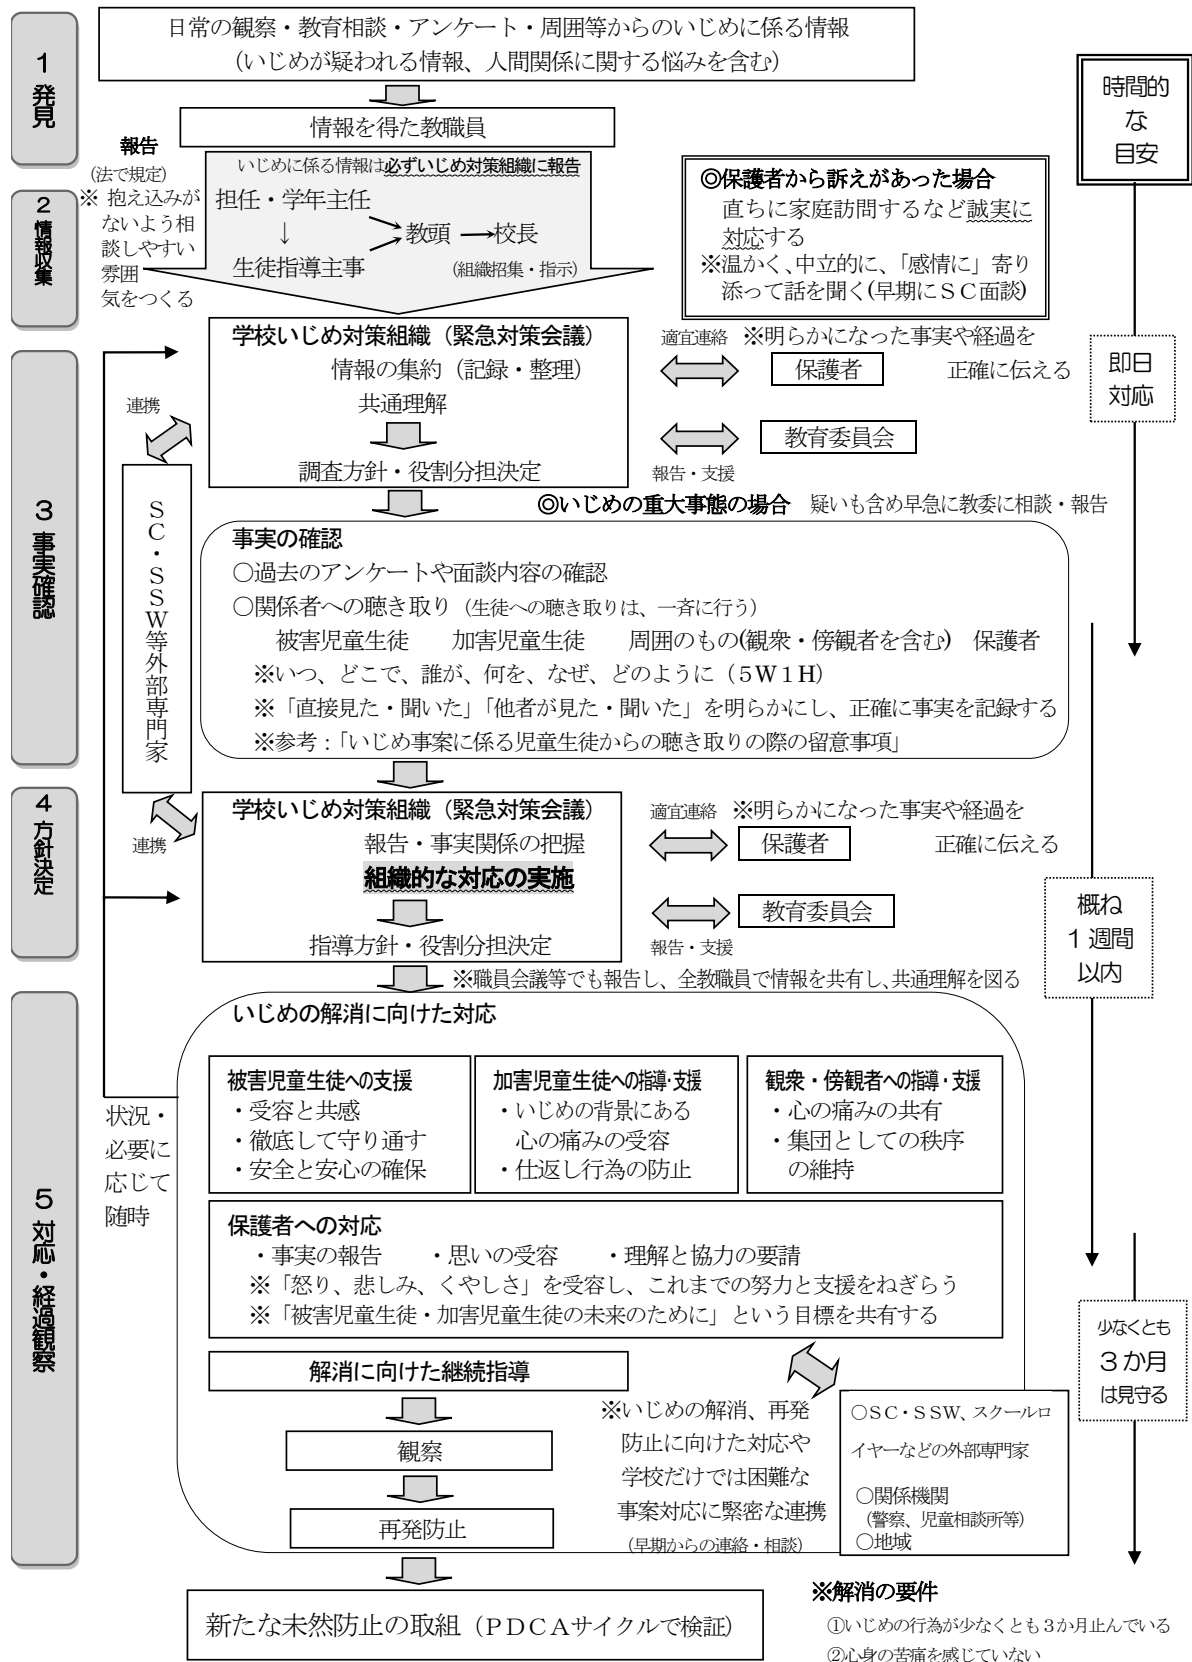 1 発見
日常の観察・教育相談・アンケート・周囲等からのいじめに係る情報
(いじめが疑われる情報、人間関係に関する悩みを含む)
情報を得た教職員
時間的
な
目安
報告
(法で規定)
※ 抱え込みが
ないよう相
談しやすい
雰囲
気をつくる
2 情報収集
いじめに係る情報は必ずいじめ対策組織に報告
担任・学年主任
↓
生徒指導主事
教頭
校長
(組織招集・指示)
◎保護者から訴えがあった場合
直ちに家庭訪問するなど誠実に
対応する
※温かく、中立的に、「感情に」寄り
添って話を聞く(早期にSC面談)
3 事実確認
学校いじめ対策組織(緊急対策会議)
情報の集約(記録・整理)
共通理解
調査方針・役割分担決定
適宜連絡 ※明らかになった事実や経過を
保護者 正確に伝える
教育委員会
報告・支援
即日
対応
連携
SC・SSW等外部専門家
連携
◎いじめの重大事態の場合 疑いも含め早急に教委に相談・報告
事実の確認
○過去のアンケートや面談内容の確認
○関係者への聴き取り(生徒への聴き取りは、一斉に行う)
被害児童生徒 加害児童生徒 周囲のもの(観衆・傍観者を含む) 保護者
※いつ、どこで、誰が、何を、なぜ、どのように(5W1H)
※「直接見た・聞いた」「他者が見た・聞いた」を明らかにし、正確に事実を記録する
※参考:「いじめ事案に係る児童生徒からの聴き取りの際の留意事項」
4 方針決定
学校いじめ対策組織(緊急対策会議)
報告・事実関係の把握
組織的な対応の実施
指導方針・役割分担決定
適宜連絡 ※明らかになった事実や経過を
保護者 正確に伝える
教育委員会
報告・支援
概ね
1週間
以内
※職員会議等でも報告し、全教職員で情報を共有し、共通理解を図る
5 対応・経過観察
いじめの解消に向けた対応
状況・
必要に
応じて
随時
被害児童生徒への支援
・受容と共感
・徹底して守り通す
・安全と安心の確保
加害児童生徒への指導・支援
・いじめの背景にある
心の痛みの受容
・仕返し行為の防止
観衆・傍観者への指導・支援
・心の痛みの共有
・集団としての秩序
の維持
保護者への対応
・事実の報告 ・思いの受容 ・理解と協力の要請
※「怒り、悲しみ、くやしさ」を受容し、これまでの努力と支援をねぎらう
※「被害児童生徒・加害児童生徒の未来のために」という目標を共有する
少なくとも
3か月
は見守る
解消に向けた継続指導
観察
再発防止
※いじめの解消、再発
防止に向けた対応や
学校だけでは困難な
事案対応に緊密な連携
(早期からの連絡・相談)
○SC・SSW、スクールロ
イヤーなどの外部専門家
○関係機関
(警察、児童相談所等)
○地域
新たな未然防止の取組(PDCAサイクルで検証)
※解消の要件
①いじめの行為が少なくとも3か月止んでいる
②心身の苦痛を感じていない